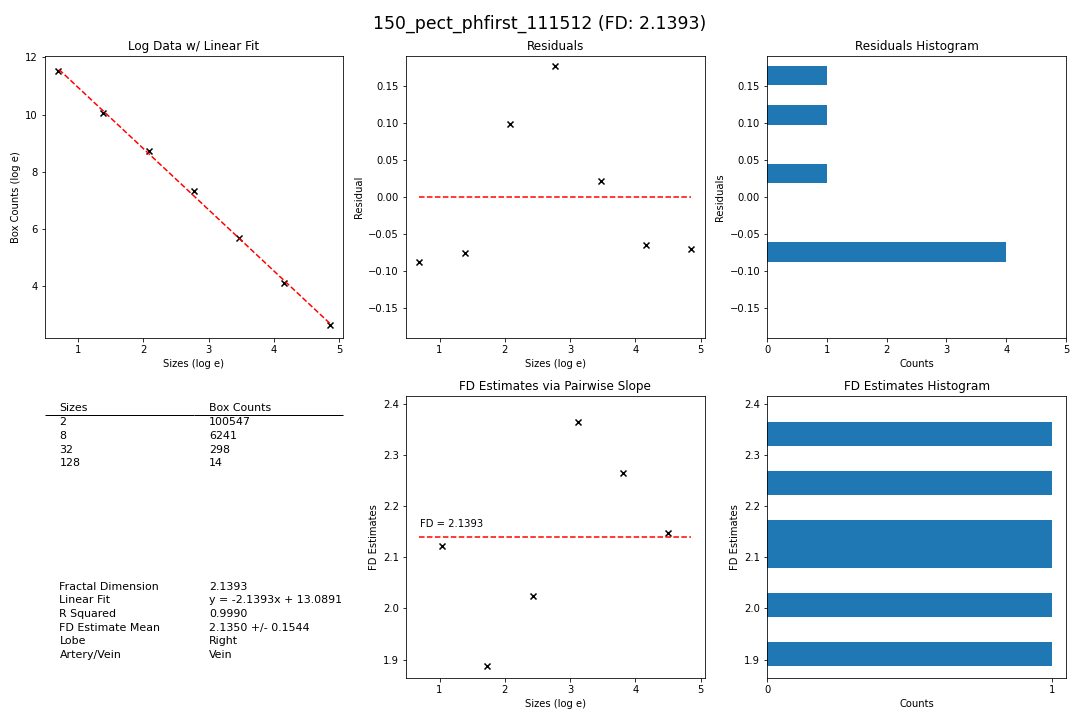 150_pect_phfirst_111512 (FD: 2.1393)
Log Data w/ Linear Fit
12
10
8
6
4
Box Counts (log e)
1 2 3 4 5
Sizes (log e)
Residuals
0.15
0.10
0.05
0.00
−0.05
−0.10
−0.15
Residual
1 2 3 4 5
Sizes (log e)
Residuals Histogram
0.15
0.10
0.05
0.00
−0.05
−0.10
−0.15
Residuals
0 1 2 3 4 5
Counts
Sizes Box Counts
2 100547
8 6241
32 298
128 14
Fractal Dimension 2.1393
Linear Fit y = -2.1393x + 13.0891
R Squared 0.9990
FD Estimate Mean 2.1350 +/- 0.1544
Lobe Right
Artery/Vein Vein
FD Estimates via Pairwise Slope
2.4
2.3
2.2
2.1
2.0
1.9
FD Estimates
FD = 2.1393
1 2 3 4 5
Sizes (log e)
FD Estimates Histogram
2.4
2.3
2.2
2.1
2.0
1.9
FD Estimates
0 1
Counts